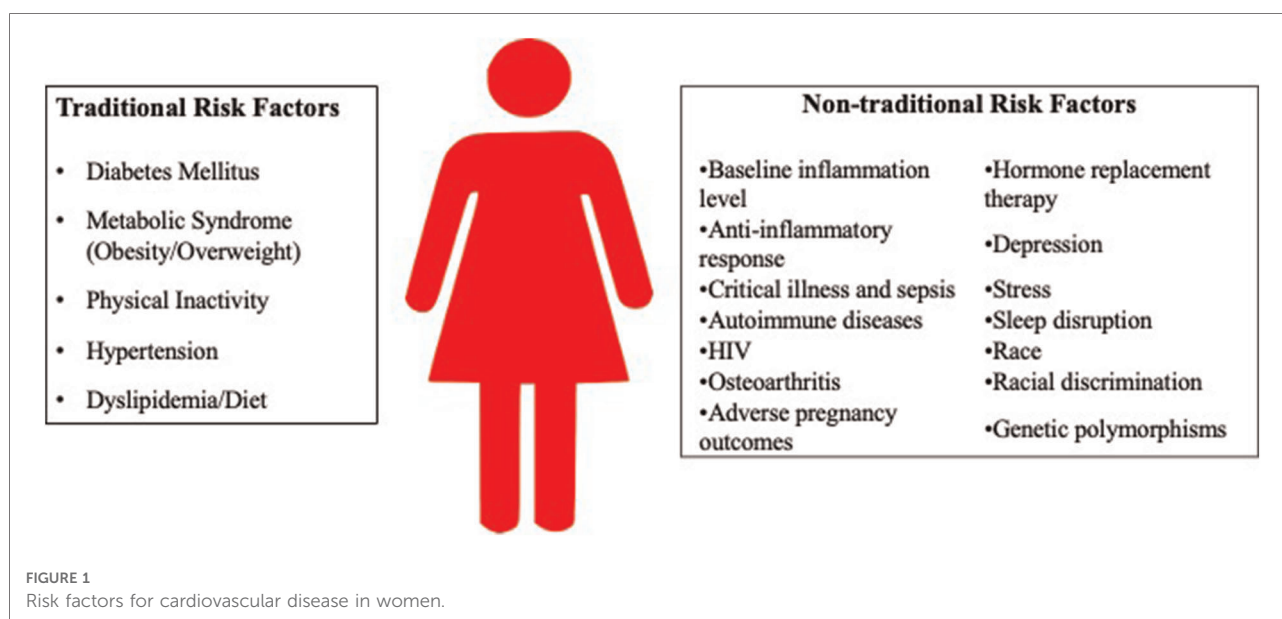 Traditional Risk Factors
• Diabetes Mellitus
• Metabolic Syndrome
(Obesity/Overweight)
• Physical Inactivity
• Hypertension
• Dyslipidemia/Diet
Non-traditional Risk Factors
•Baseline inflammation
level
•Anti-inflammatory
response
•Critical illness and sepsis
•Autoimmune diseases
•HIV
•Osteoarthritis
•Adverse pregnancy
outcomes
•Hormone replacement
therapy
•Depression
•Stress
•Sleep disruption
•Race
•Racial discrimination
•Genetic polymorphisms
FIGURE 1
Risk factors for cardiovascular disease in women.